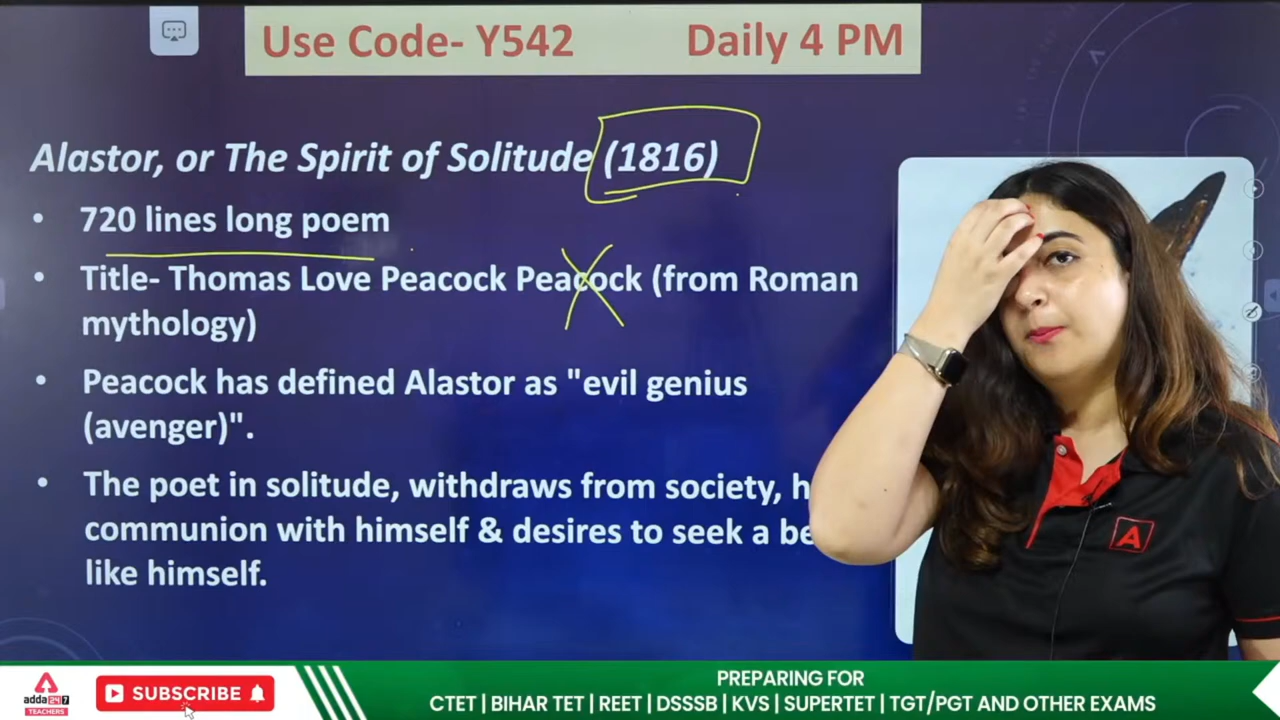 Use Code- Y542 Daily 4 PM
Alastor, or The Spirit of Solitude (1816)
• 720 lines long poem
• Title- Thomas Love Peacock Peacock (from Roman
mythology)
• Peacock has defined Alastor as "evil genius
(avenger)".
• The poet in solitude, withdraws from society,
communion with himself & desires to seek a
like himself.
A
adda247
TEACHERS
SUBSCRIBE
PREPARING FOR
CTET | BIHAR TET | REET | DSSSB | KVS | SUPERTET | TGT/PGT AND OTHER EXAMS